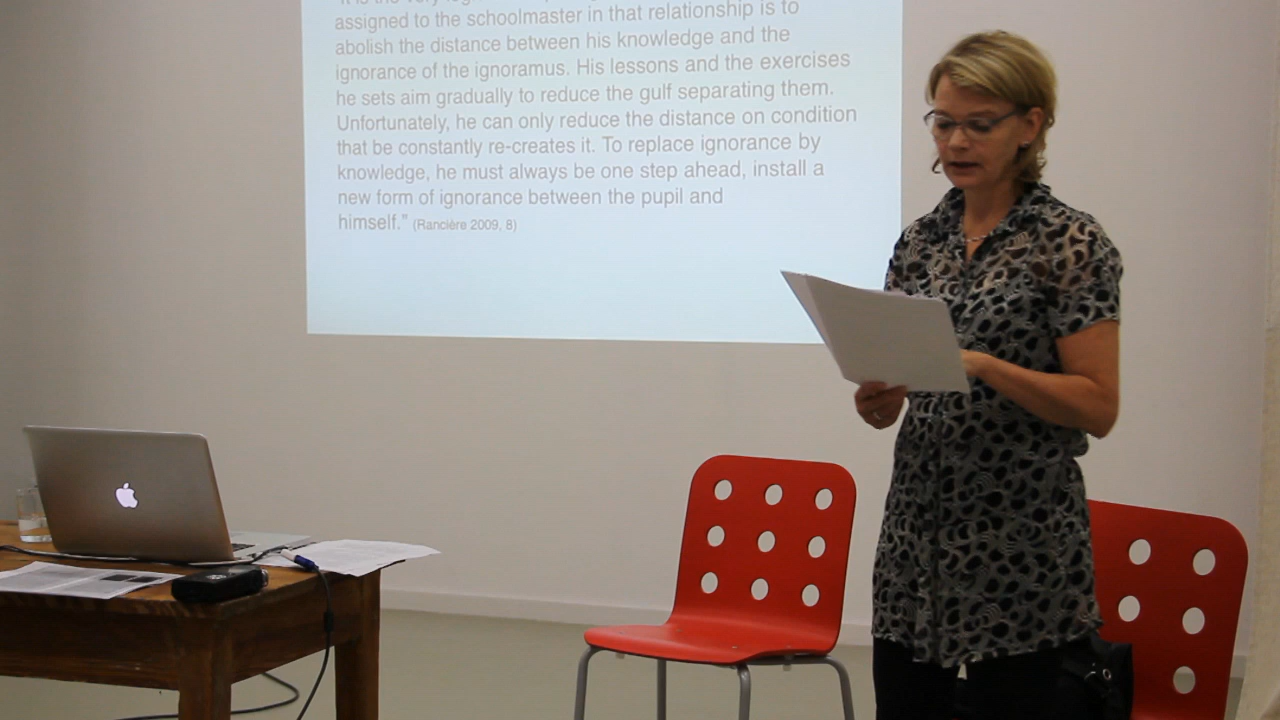 assigned to the schoolmaster in that relationship is to
abolish the distance between his knowledge and the
ignorance of the ignoramus. His lessons and the exercises
he sets aim gradually to reduce the gulf separating them.
Unfortunately, he can only reduce the distance on condition
that be constantly re-creates it. To replace ignorance by
knowledge, he must always be one step ahead, install a
new form of ignorance between the pupil and
himself.” (Rancière 2009, 8)